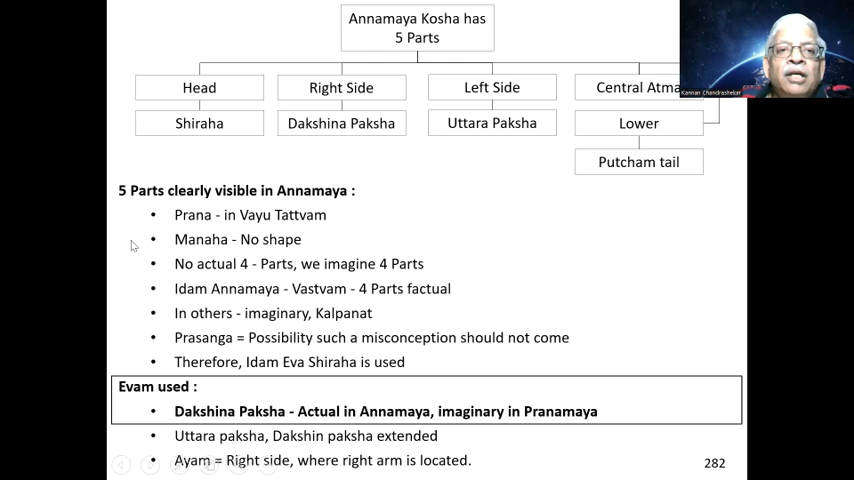 Annamaya Kosha has
5 Parts
Head
Right Side
Left Side
Central Atma
Shiraha
Dakshina Paksha
Uttara Paksha
Lower
Putcham tail
Kannan Chandrashekar
5 Parts clearly visible in Annamaya :
• Prana - in Vayu Tattvam
• Manaha - No shape
• No actual 4 - Parts, we imagine 4 Parts
• Idam Annamaya - Vastvam - 4 Parts factual
• In others - imaginary, Kalpanat
• Prasanga = Possibility such a misconception should not come
• Therefore, Idam Eva Shiraha is used
Evam used :
• Dakshina Paksha - Actual in Annamaya, imaginary in Pranamaya
• Uttara paksha, Dakshin paksha extended
• Ayam = Right side, where right arm is located.
282